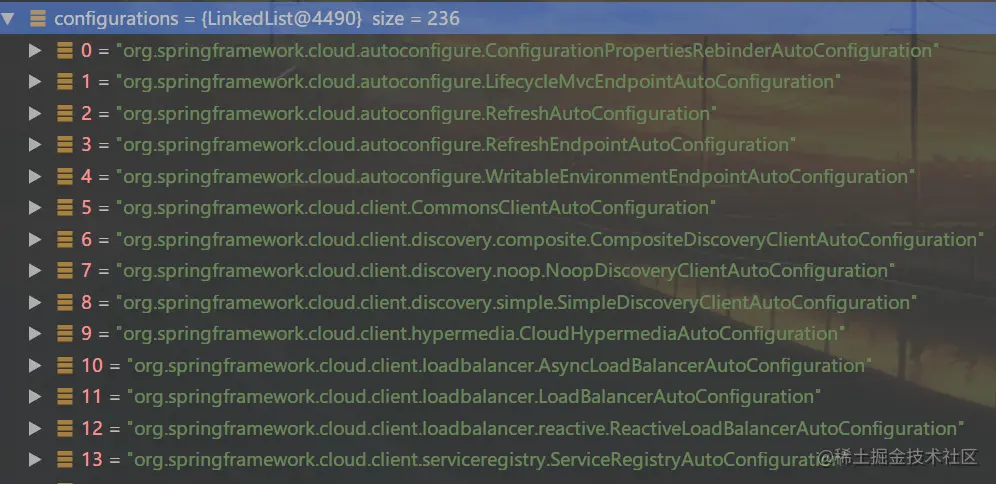 configurations = {LinkedList@4490} size = 236
0 = "org.springframework.cloud.autoconfigure.ConfigurationPropertiesRebinderAutoConfiguration"
1 = "org.springframework.cloud.autoconfigure.LifecycleMvcEndpointAutoConfiguration"
2 = "org.springframework.cloud.autoconfigure.RefreshAutoConfiguration"
3 = "org.springframework.cloud.autoconfigure.RefreshEndpointAutoConfiguration"
4 = "org.springframework.cloud.autoconfigure.WritableEnvironmentEndpointAutoConfiguration"
5 = "org.springframework.cloud.client.CommonsClientAutoConfiguration"
6 = "org.springframework.cloud.client.discovery.composite.CompositeDiscoveryClientAutoConfiguration"
7 = "org.springframework.cloud.client.discovery.noop.NoopDiscoveryClientAutoConfiguration"
8 = "org.springframework.cloud.client.discovery.simple.SimpleDiscoveryClientAutoConfiguration"
9 = "org.springframework.cloud.client.hypermedia.CloudHypermediaAutoConfiguration"
10 = "org.springframework.cloud.client.loadbalancer.AsyncLoadBalancerAutoConfiguration"
11 = "org.springframework.cloud.client.loadbalancer.LoadBalancerAutoConfiguration"
12 = "org.springframework.cloud.client.loadbalancer.reactive.ReactiveLoadBalancerAutoConfiguration"
13 = "org.springframework.cloud.client.serviceregistry.ServiceRegistryAutoConfiguration"
@稀土掘金技术社区